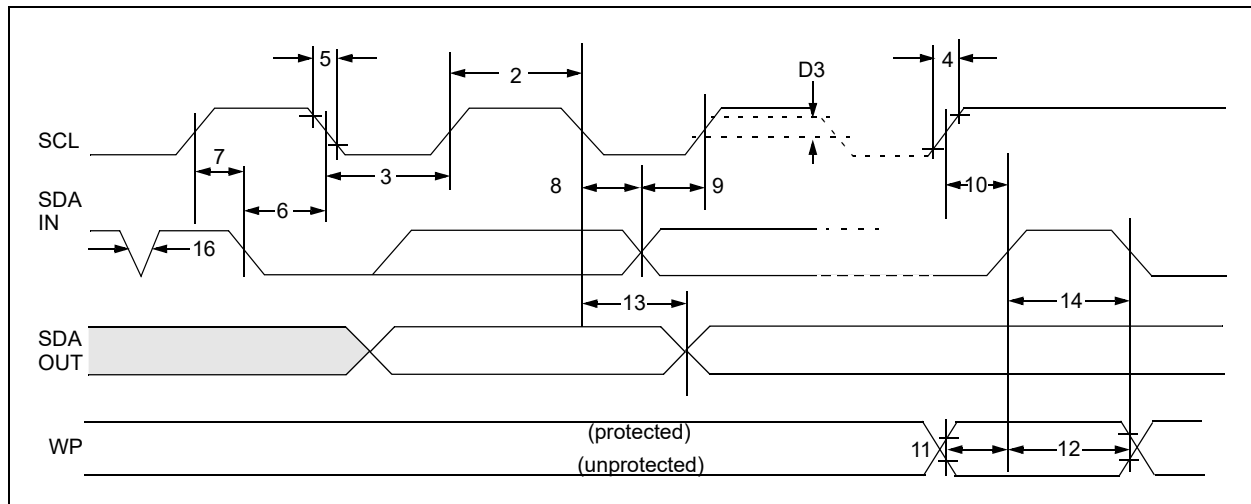 5
2
D3
4
SCL
7
3
8
9
10
SDA
IN
6
16
13
14
SDA
OUT
WP
(protected)
(unprotected)
11
12